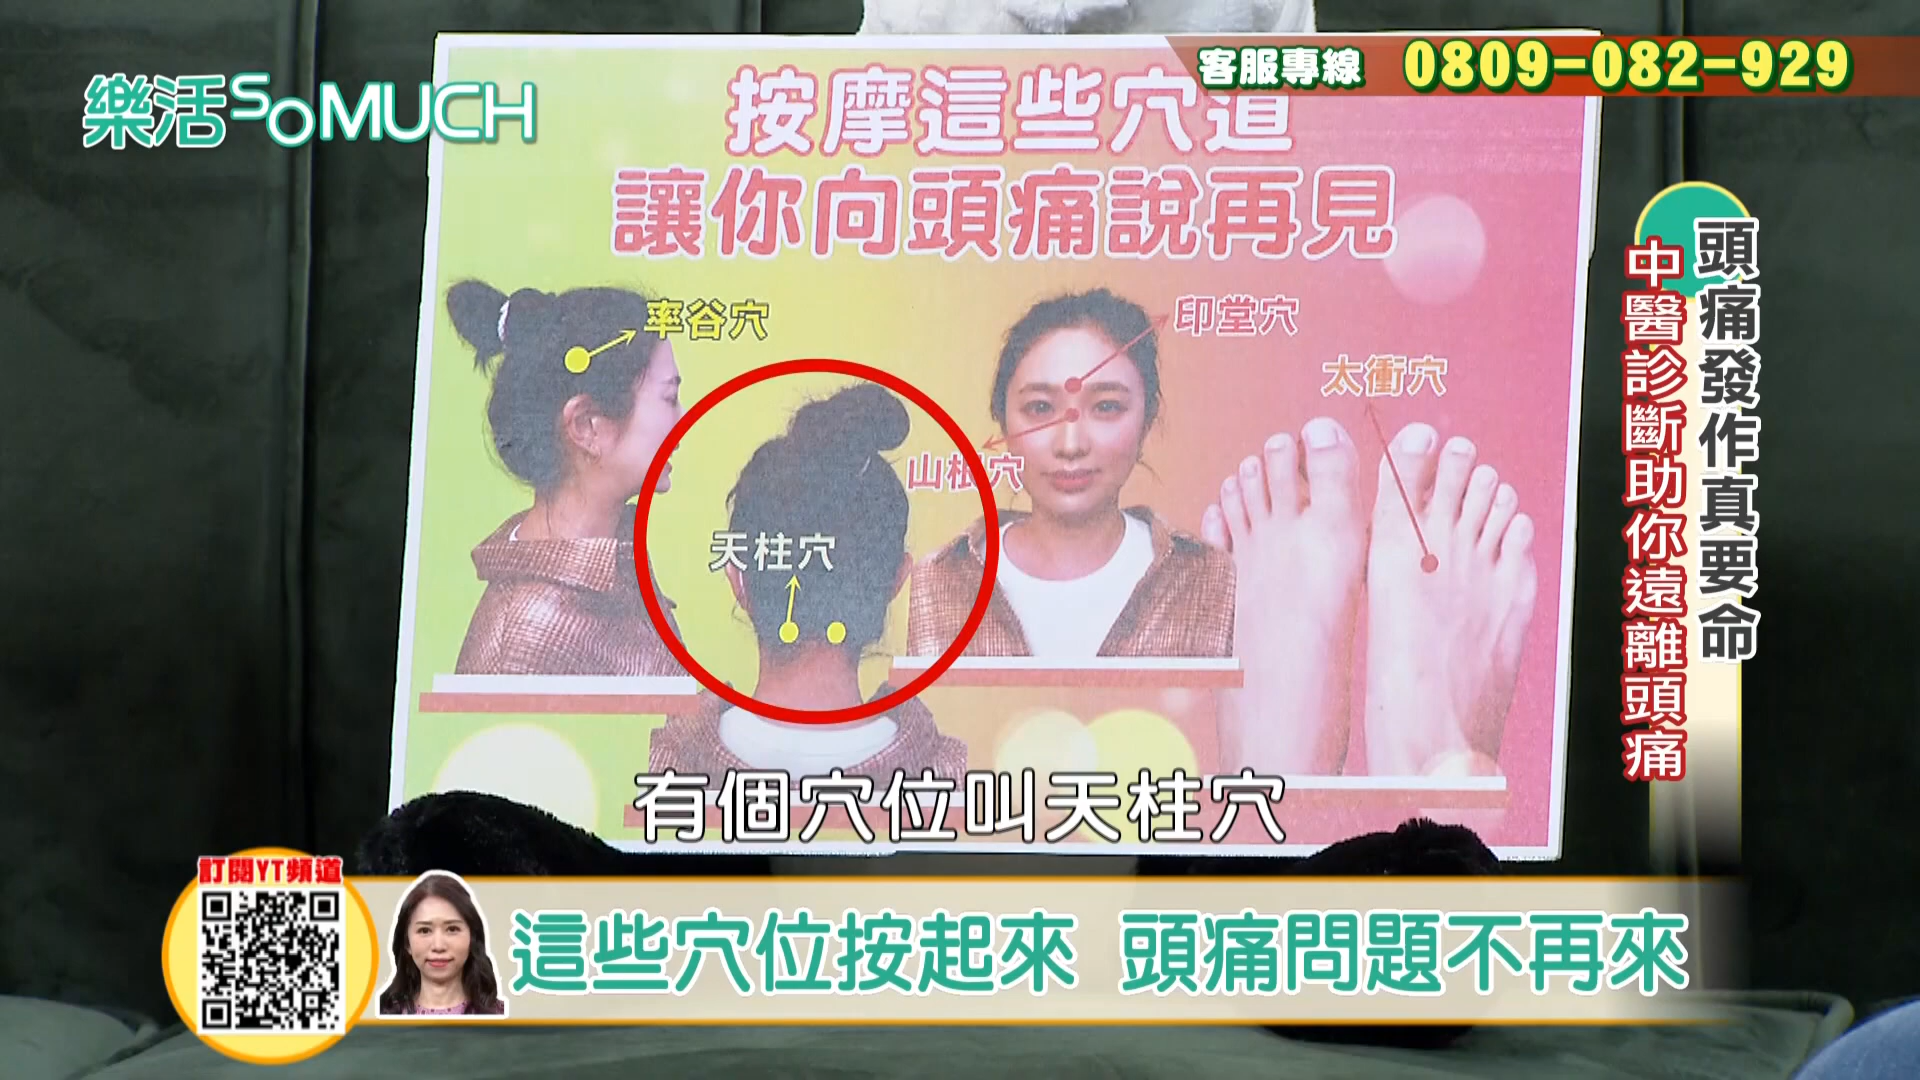 樂活SOMUCH
客服專線 0809-082-929
按摩這些穴道
讓你向頭痛說再見
率谷穴
印堂穴
太衝穴
山根穴
天柱穴
頭痛發作真要命
中醫診斷助你遠離頭痛
有個穴位叫天柱穴
訂閱YT頻道
這些穴位按起來 頭痛問題不再來